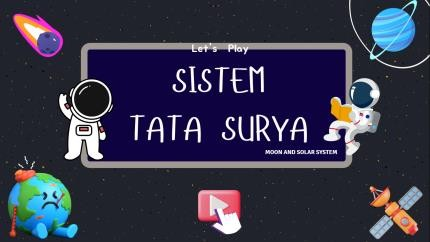 Let's Play
SISTEM
TATA SURYA
MOON AND SOLAR SYSTEM